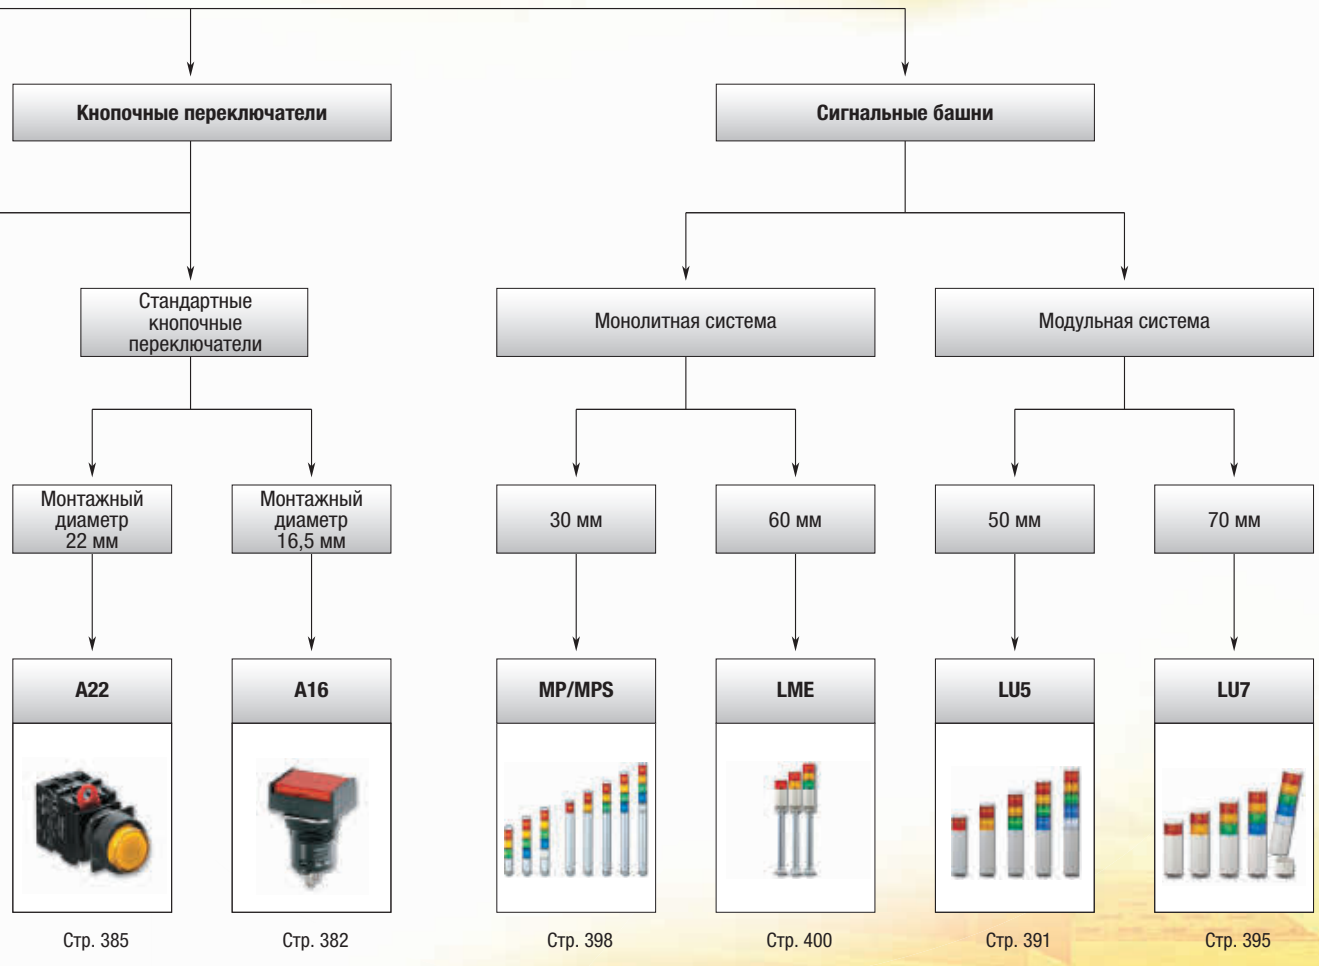 Кнопочные переключатели
Сигнальные башни
Стандартные
кнопочные
переключатели
Монолитная система
Модульная система
Монтажный
диаметр
22 мм
Монтажный
диаметр
16,5 мм
30 мм
60 мм
50 мм
70 мм
A22
A16
MP/MPS
LME
LU5
LU7
Стр. 385
Стр. 382
Стр. 398
Стр. 400
Стр. 391
Стр. 395